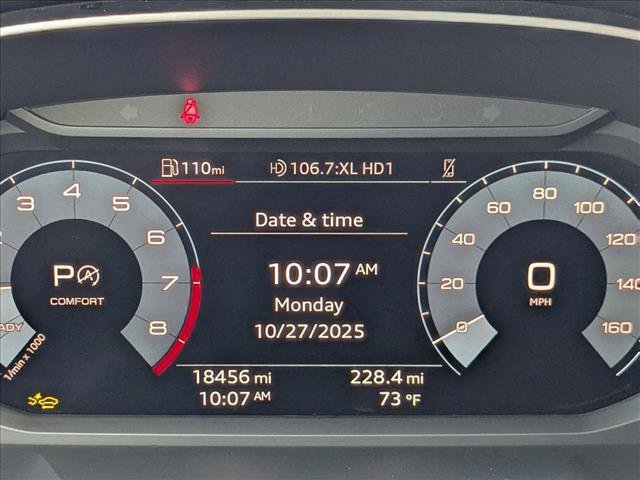 110mi
106.7:XL HD1
Date & time
10:07 AM
Monday
10/27/2025
18456 mi
228.4 mi
10:07 AM
73 °F
3 4 5 6 7 8
P A
COMFORT
1/min x 1000
0 20 40 60 80 100 120 140 160
0
MPH